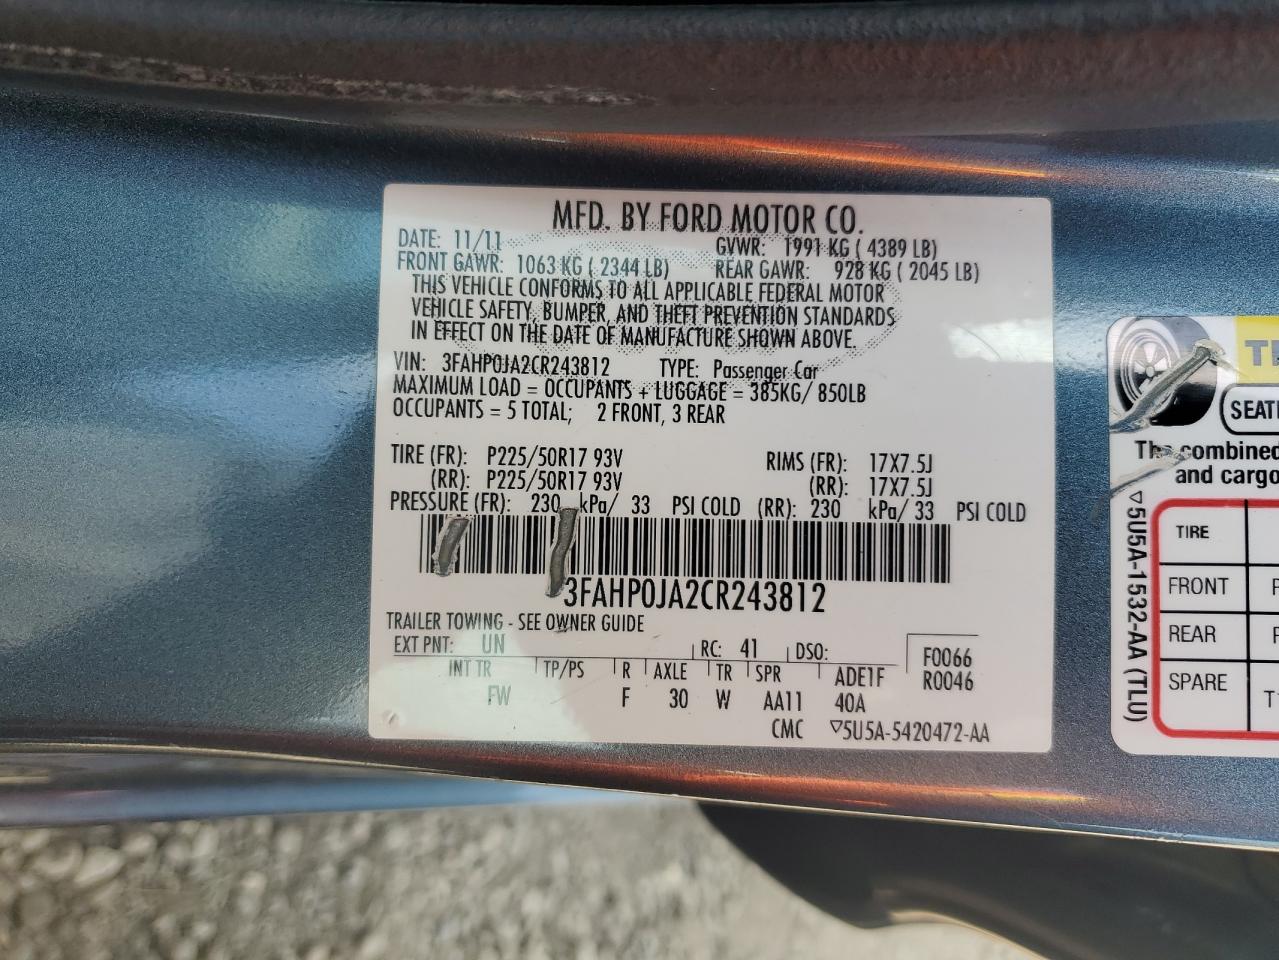 MFD. BY FORD MOTOR CO.
DATE: 11/11 GVWR: 1991 KG ( 4389 LB)
FRONT GAWR: 1063 KG ( 2344 LB) REAR GAWR: 928 KG ( 2045 LB)
THIS VEHICLE CONFORMS TO ALL APPLICABLE FEDERAL MOTOR
VEHICLE SAFETY, BUMPER, AND THEFT PREVENTION STANDARDS
IN EFFECT ON THE DATE OF MANUFACTURE SHOWN ABOVE.
VIN: 3FAHP0JA2CR243812 TYPE: Passenger Car
MAXIMUM LOAD = OCCUPANTS + LUGGAGE = 385KG/ 850LB
OCCUPANTS = 5 TOTAL; 2 FRONT, 3 REAR
TIRE (FR): P225/50R17 93V RIMS (FR): 17X7.5J
(RR): P225/50R17 93V (RR): 17X7.5J
PRESSURE (FR): 230 kPa/ 33 PSI COLD (RR): 230 kPa/ 33 PSI COLD
3FAHP0JA2CR243812
TRAILER TOWING - SEE OWNER GUIDE
EXT PNT: UN RC: 41 DSO: F0066
R0046
INT TR TP/PS R AXLE TR SPR ADE1F
FW F 30 W AA11 40A
CMC ▽5U5A-5420472-AA
SEATI
The combined
and cargo
TIRE
FRONT
REAR
SPARE
▽5U5A-1532-AA (TLU)